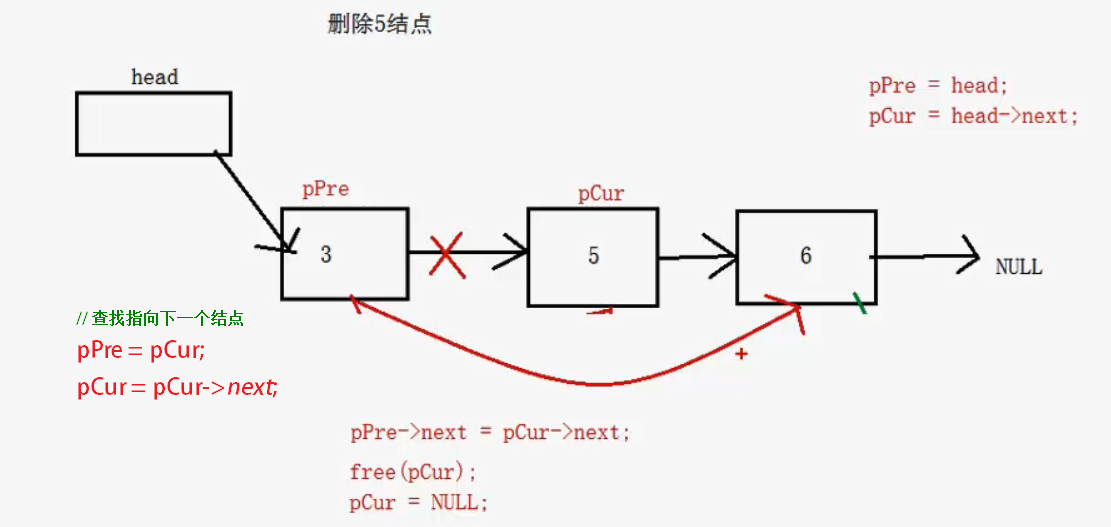 删除5结点
head
pPre = head;
pCur = head->next;
pPre
pCur
3
5
6
NULL
// 查找指向下一个结点
pPre = pCur;
pCur = pCur->next;
pPre->next = pCur->next;
free(pCur);
pCur = NULL;